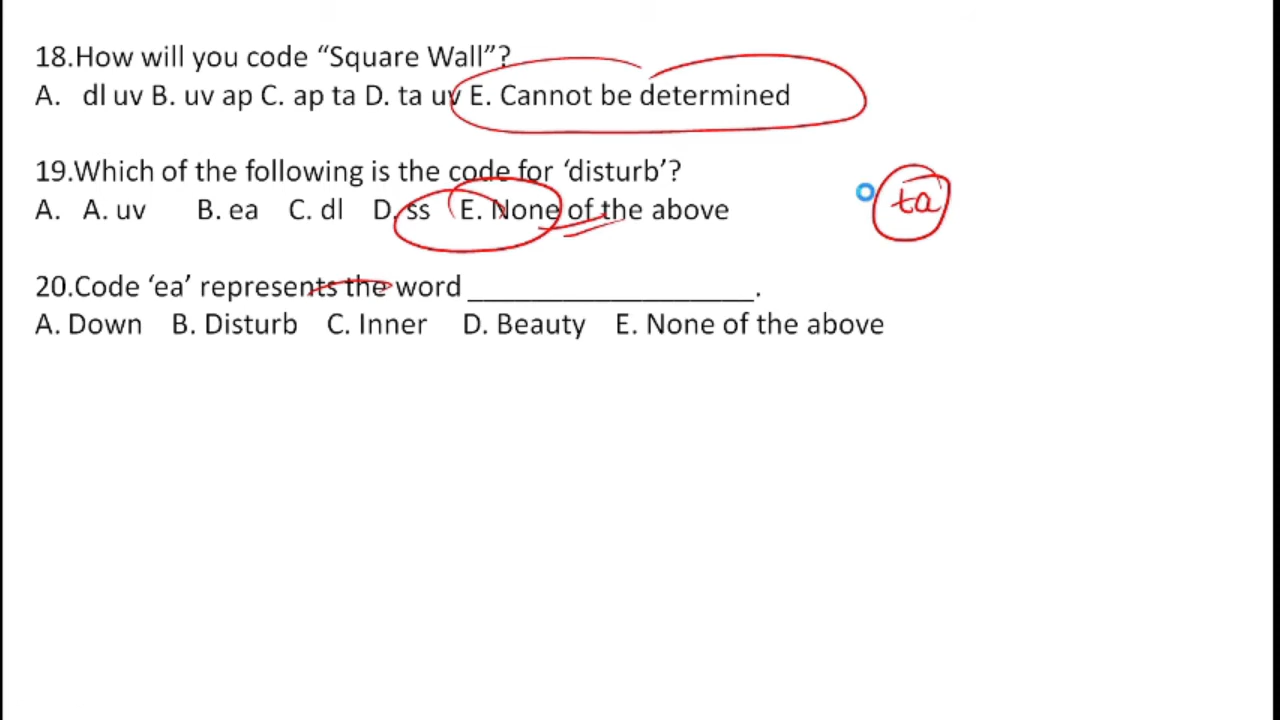 18.How will you code “Square Wall”?
A. dl uv B. uv ap C. ap ta D. ta uv E. Cannot be determined
19.Which of the following is the code for ‘disturb’?
A. A. uv B. ea C. dl D. ss E. None of the above
ta
20.Code ‘ea’ represents the word ___________________.
A. Down B. Disturb C. Inner D. Beauty E. None of the above